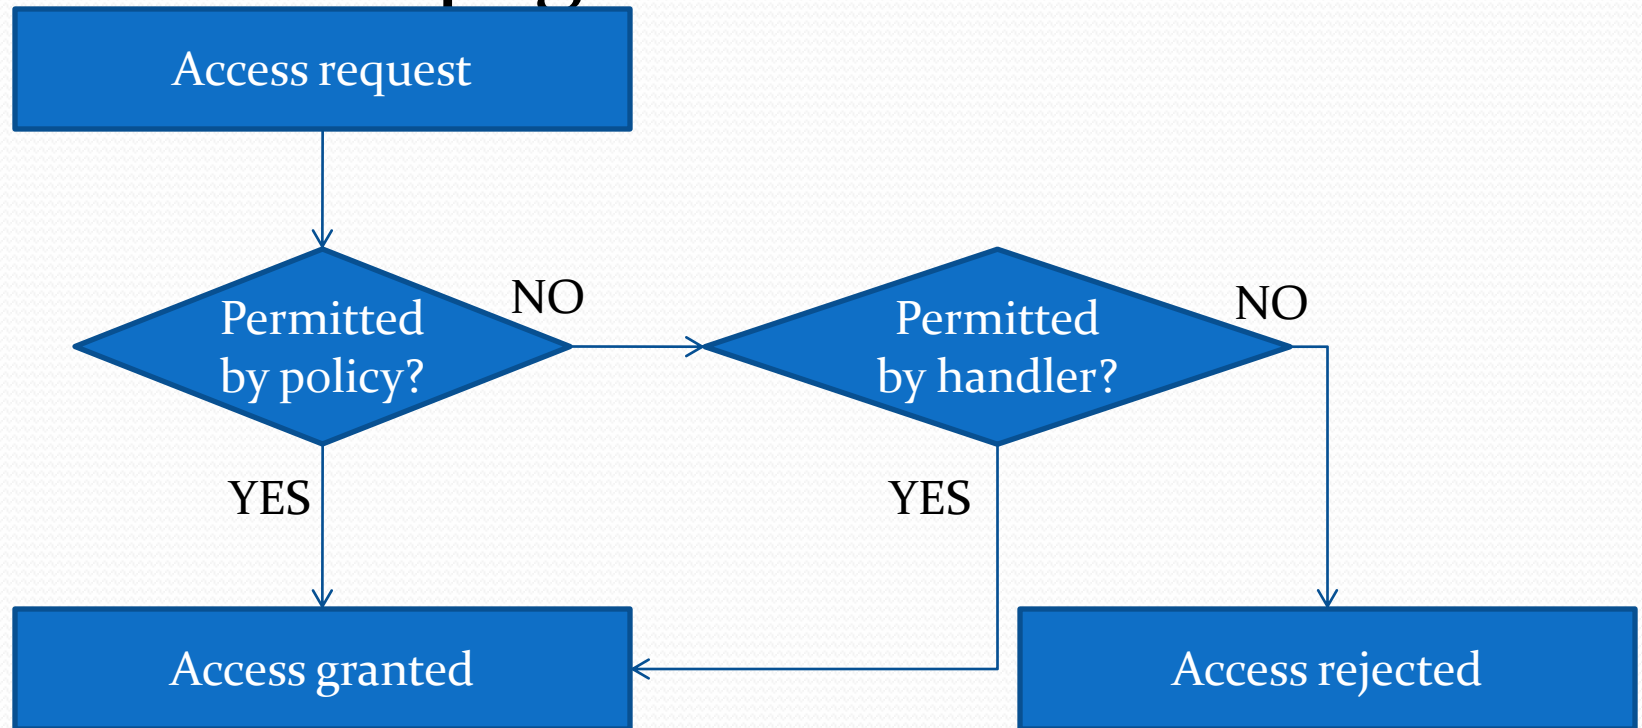 Access request
Permitted
by policy?
NO
Permitted
by handler?
NO
YES
YES
Access granted
Access rejected